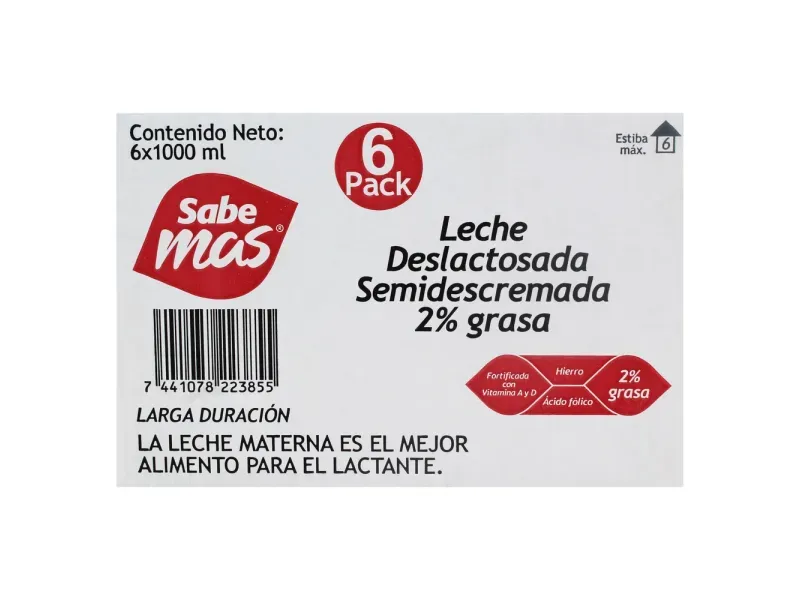 Contenido Neto:
6x1000 ml
6
Pack
Estiba
máx.
6
Sabe
mas®
Leche
Deslactosada
Semidescremada
2% grasa
7 441078 223855
Fortificada
con
Vitamina A y D
Hierro
Ácido fólico
2%
grasa
LARGA DURACIÓN
LA LECHE MATERNA ES EL MEJOR
ALIMENTO PARA EL LACTANTE.